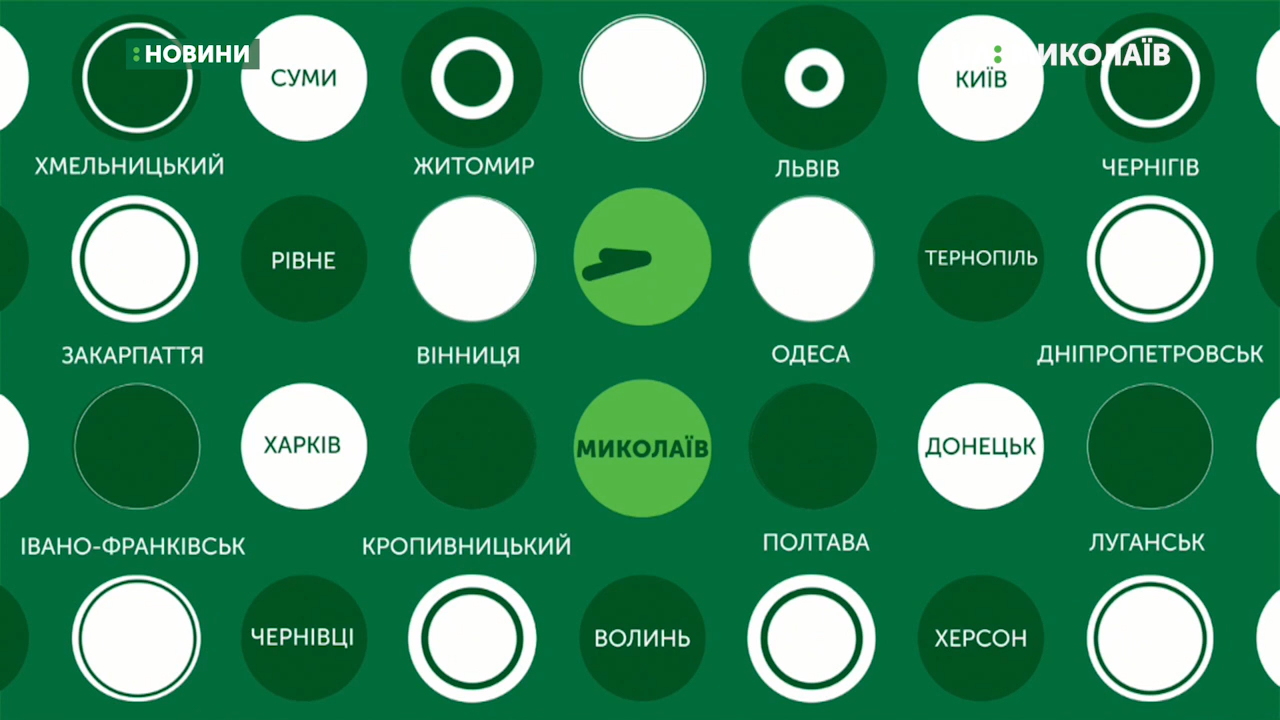 :НОВИНИ
:МИКОЛАЇВ
СУМИ
КИЇВ
ХМЕЛЬНИЦЬКИЙ
ЖИТОМИР
ЛЬВІВ
ЧЕРНІГІВ
РІВНЕ
ТЕРНОПІЛЬ
ЗАКАРПАТТЯ
ВІННИЦЯ
ОДЕСА
ДНІПРОПЕТРОВСЬК
ХАРКІВ
МИКОЛАЇВ
ДОНЕЦЬК
ІВАНО-ФРАНКІВСЬК
КРОПИВНИЦЬКИЙ
ПОЛТАВА
ЛУГАНСЬК
ЧЕРНІВЦІ
ВОЛИНЬ
ХЕРСОН